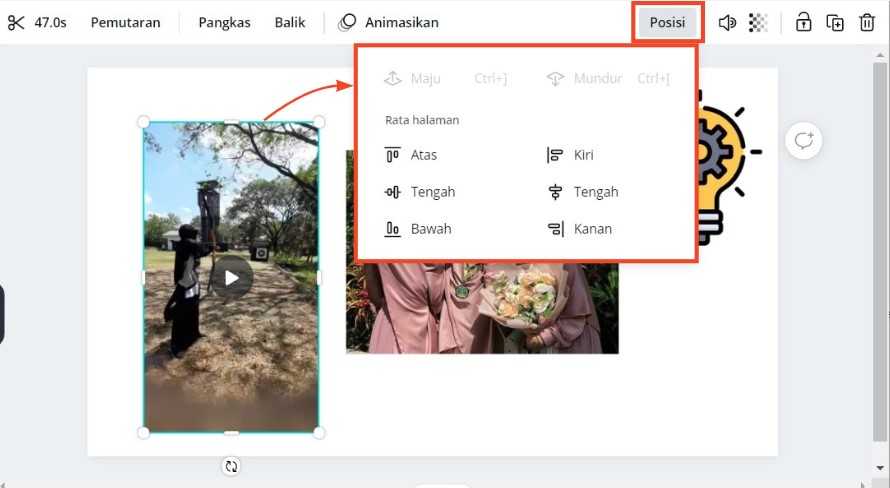 47.0s Pemutaran Pangkas Balik Animasikan Posisi
Maju Ctrl+] Mundur Ctrl+[
Rata halaman
Atas Kiri
Tengah Tengah
Bawah Kanan